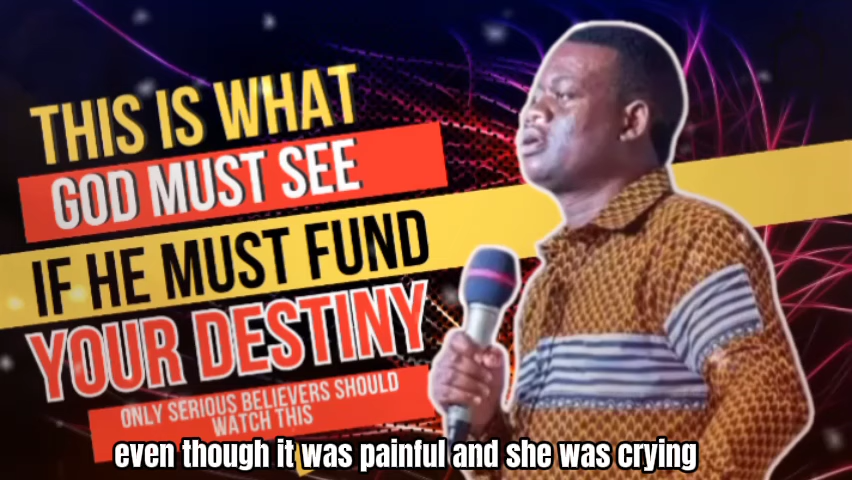 THIS IS WHAT
GOD MUST SEE
IF HE MUST FUND
YOUR DESTINY
ONLY SERIOUS BELIEVERS SHOULD
WATCH THIS
even though it was painful and she was crying